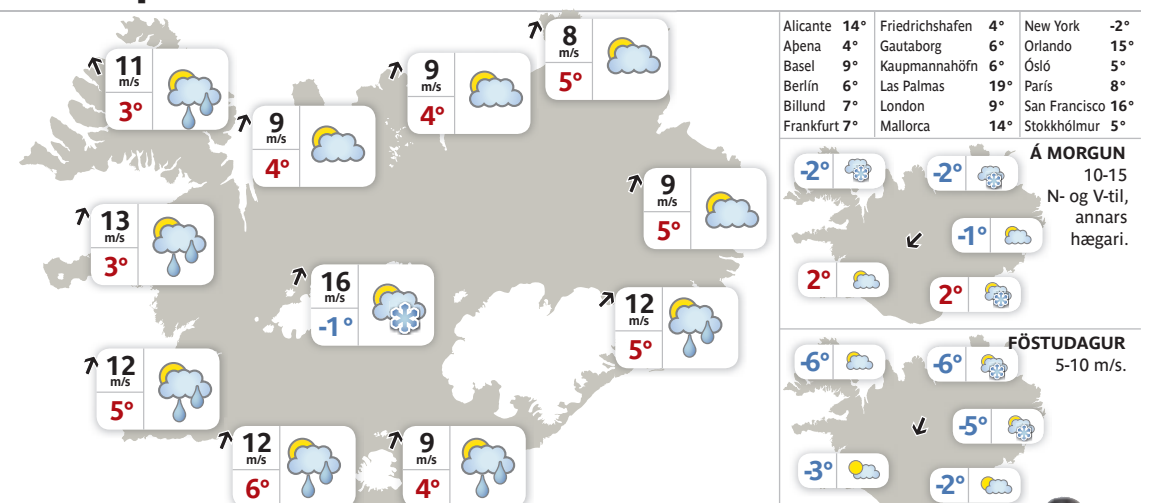 11
m/s
3°
9
m/s
4°
9
m/s
4°
8
m/s
5°
13
m/s
3°
16
m/s
-1°
9
m/s
5°
12
m/s
5°
12
m/s
5°
12
m/s
6°
9
m/s
4°
Alicante 14°
Aþena 4°
Basel 9°
Berlín 6°
Billund 7°
Frankfurt 7°
Friedrichshafen 4°
Gautaborg 6°
Kaupmannahöfn 6°
Las Palmas 19°
London 9°
Mallorca 14°
New York -2°
Orlando 15°
Ósló 5°
París 8°
San Francisco 16°
Stokkhólmur 5°
Á MORGUN
10-15
N- og V-til,
annars
hægari.
-2°
-2°
-1°
2°
2°
FÖSTUDAGUR
5-10 m/s.
-6°
-6°
-5°
-3°
-2°